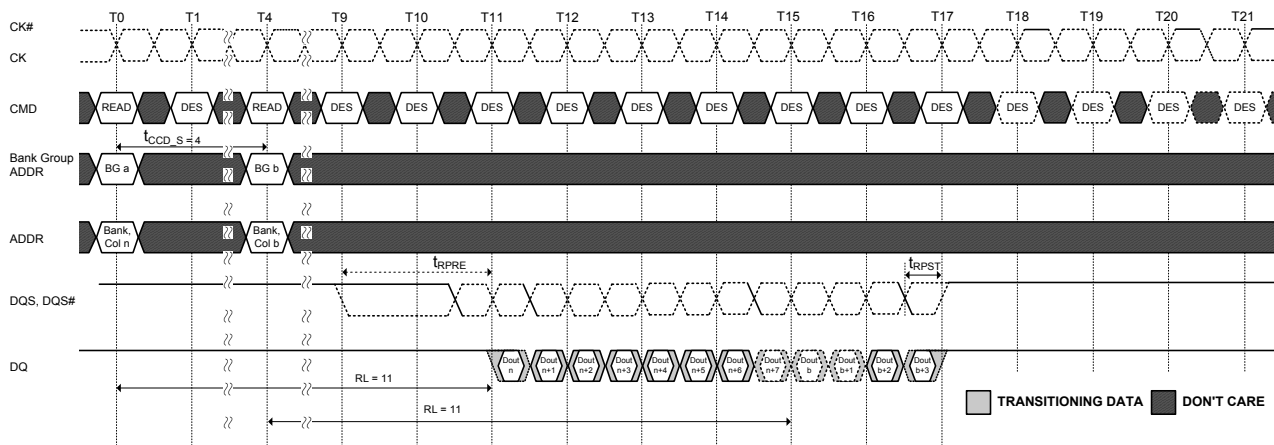 T0 T1 T4 T9 T10 T11 T12 T13 T14 T15 T16 T17 T18 T19 T20 T21
CK#
CK
CMD READ DES READ DES DES DES DES DES DES DES DES DES DES DES DES DES
tCCD_S = 4
Bank Group
ADDR
BG a BG b
ADDR
Bank, Col n
Bank, Col b
tRPRE tRPST
DQS, DQS#
DQ
Dout n Dout n+1 Dout n+2 Dout n+3 Dout n+4 Dout n+5 Dout n+6 Dout n+7 Dout b Dout b+1 Dout b+2 Dout b+3
RL = 11
RL = 11
TRANSITIONING DATA DON'T CARE